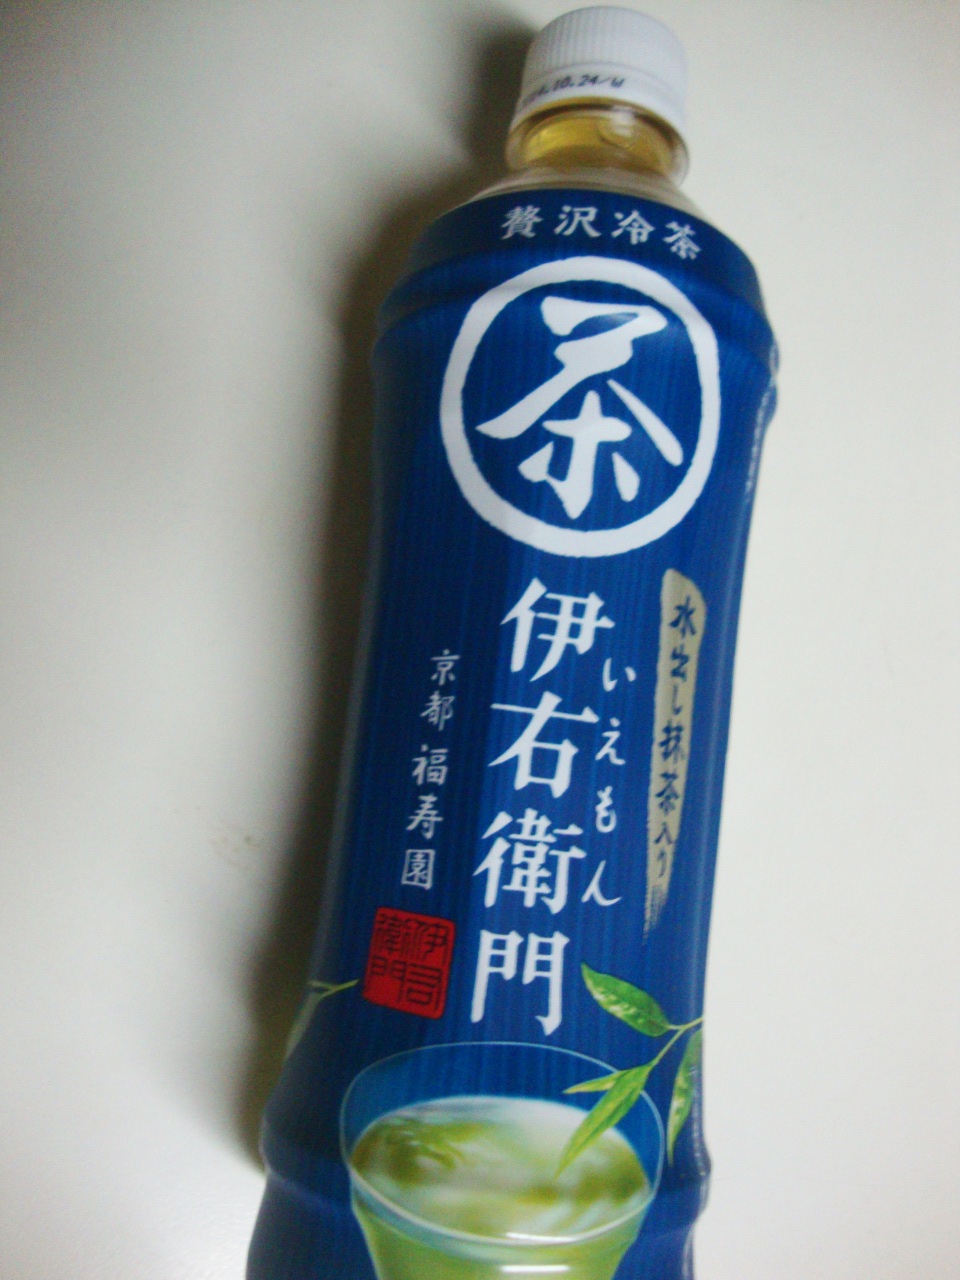 贅沢冷茶
茶
水出し抹茶入り
いえもん
伊右衛門
京都福寿園
伊右衛門